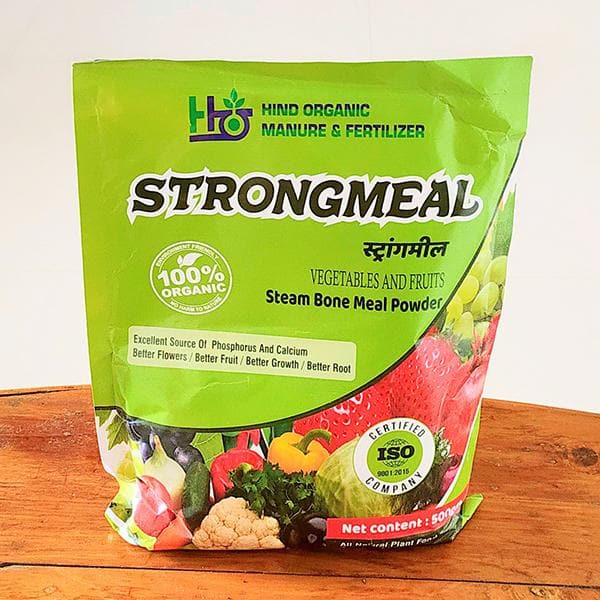 HO
HIND ORGANIC
MANURE & FERTILIZER
STRONGMEAL
स्ट्रांगमील
VEGETABLES AND FRUITS
Steam Bone Meal Powder
ENVIRONMENT FRIENDLY
100%
ORGANIC
NO HARM TO NATURE
Excellent Source Of Phosphorus And Calcium
Better Flowers / Better Fruit / Better Growth / Better Root
CERTIFIED
ISO
9001:2015
COMPANY
Net content : 500
All Natural Plant Food